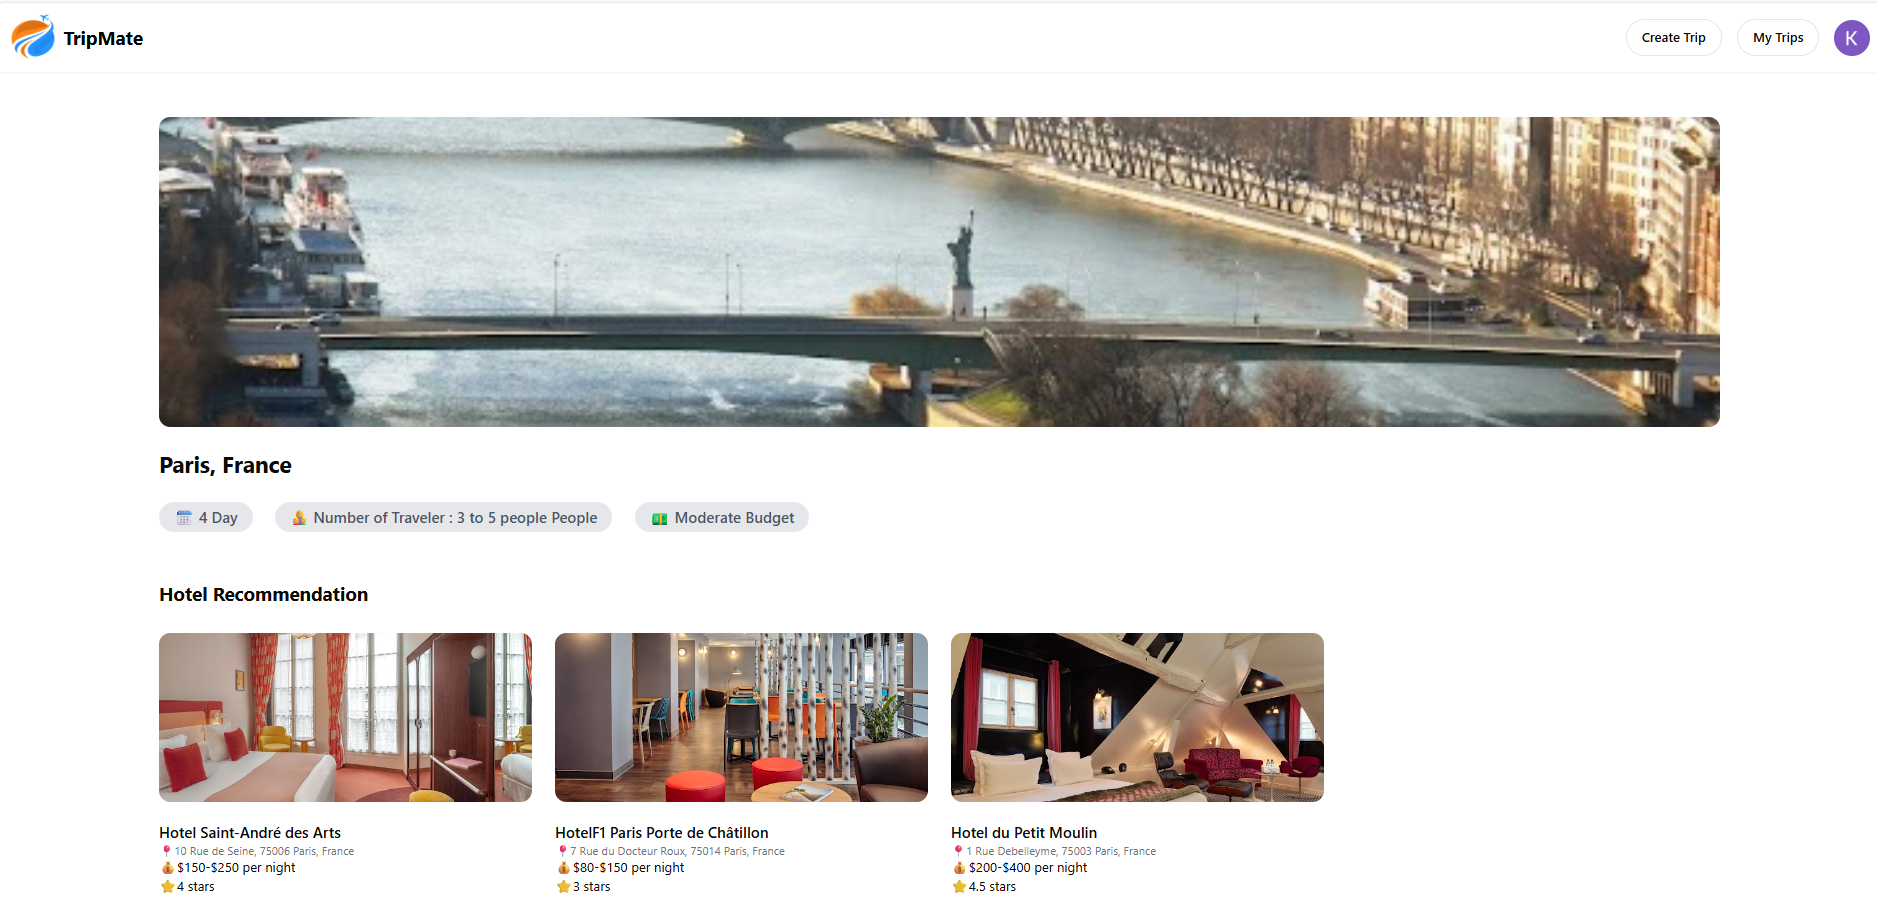 TripMate
Create Trip
My Trips
K
Paris, France
4 Day
Number of Traveler : 3 to 5 people People
Moderate Budget
Hotel Recommendation
Hotel Saint-André des Arts
10 Rue de Seine, 75006 Paris, France
$150-$250 per night
4 stars
HotelF1 Paris Porte de Châtillon
7 Rue du Docteur Roux, 75014 Paris, France
$80-$150 per night
3 stars
Hotel du Petit Moulin
1 Rue Debelleyme, 75003 Paris, France
$200-$400 per night
4.5 stars